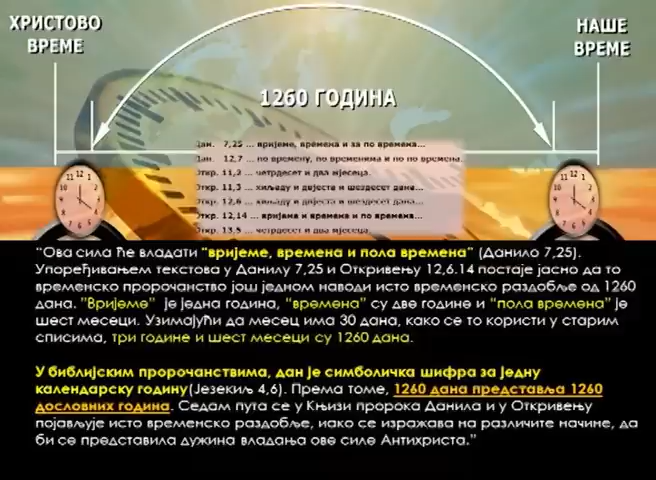 ХРИСТОВО
ВРЕМЕ
НАШЕ
ВРЕМЕ
1260 ГОДИНА
Дан. 7,25 ... вријеме, времена и за по времена...
Дан. 12,7 ... по времену, по временима и по по времена.
Откр. 11,2 ... четрдесет и два мјесеца.
Откр. 11,3 ... хиљаду и двјеста и шездесет дана...
Откр. 12,6 ... хиљаду и двјеста и шездесет дана...
Откр. 12,14 ... времена и времена и по времена...
Откр. 13,5 ... четрдесет и два мјесеца.
"Ова сила ће владати "вријеме, времена и пола времена" (Данило 7,25).
Упоређивањем текстова у Данилу 7,25 и Откривењу 12,6.14 постаје јасно да то
временско пророчанство још једном наводи исто временско раздобље од 1260
дана. "Вријеме" је једна година, "времена" су две године и "пола времена" је
шест месеци. Узимајући да месец има 30 дана, како се то користи у старим
списима, три године и шест месеци су 1260 дана.
У библијским пророчанствима, дан је симболичка шифра за једну
календарску годину(Језекиљ 4,6). Према томе, 1260 дана представља 1260
дословних година. Седам пута се у Књизи пророка Данила и у Откривењу
појављује исто временско раздобље, иако се изражава на различите начине, да
би се представила дужина владања ове силе Антихриста."